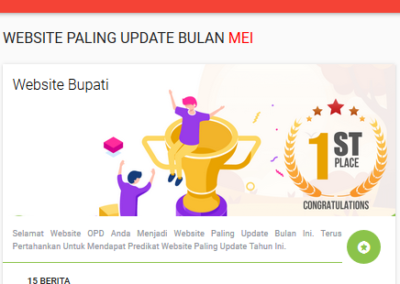 WEBSITE PALING UPDATE BULAN MEI
Website Bupati
1ST
PLACE
CONGRATULATIONS
Selamat Website OPD Anda Menjadi Website Paling Update Bulan Ini. Terus
Pertahankan Untuk Mendapat Predikat Website Paling Update Tahun Ini.
15 BERITA